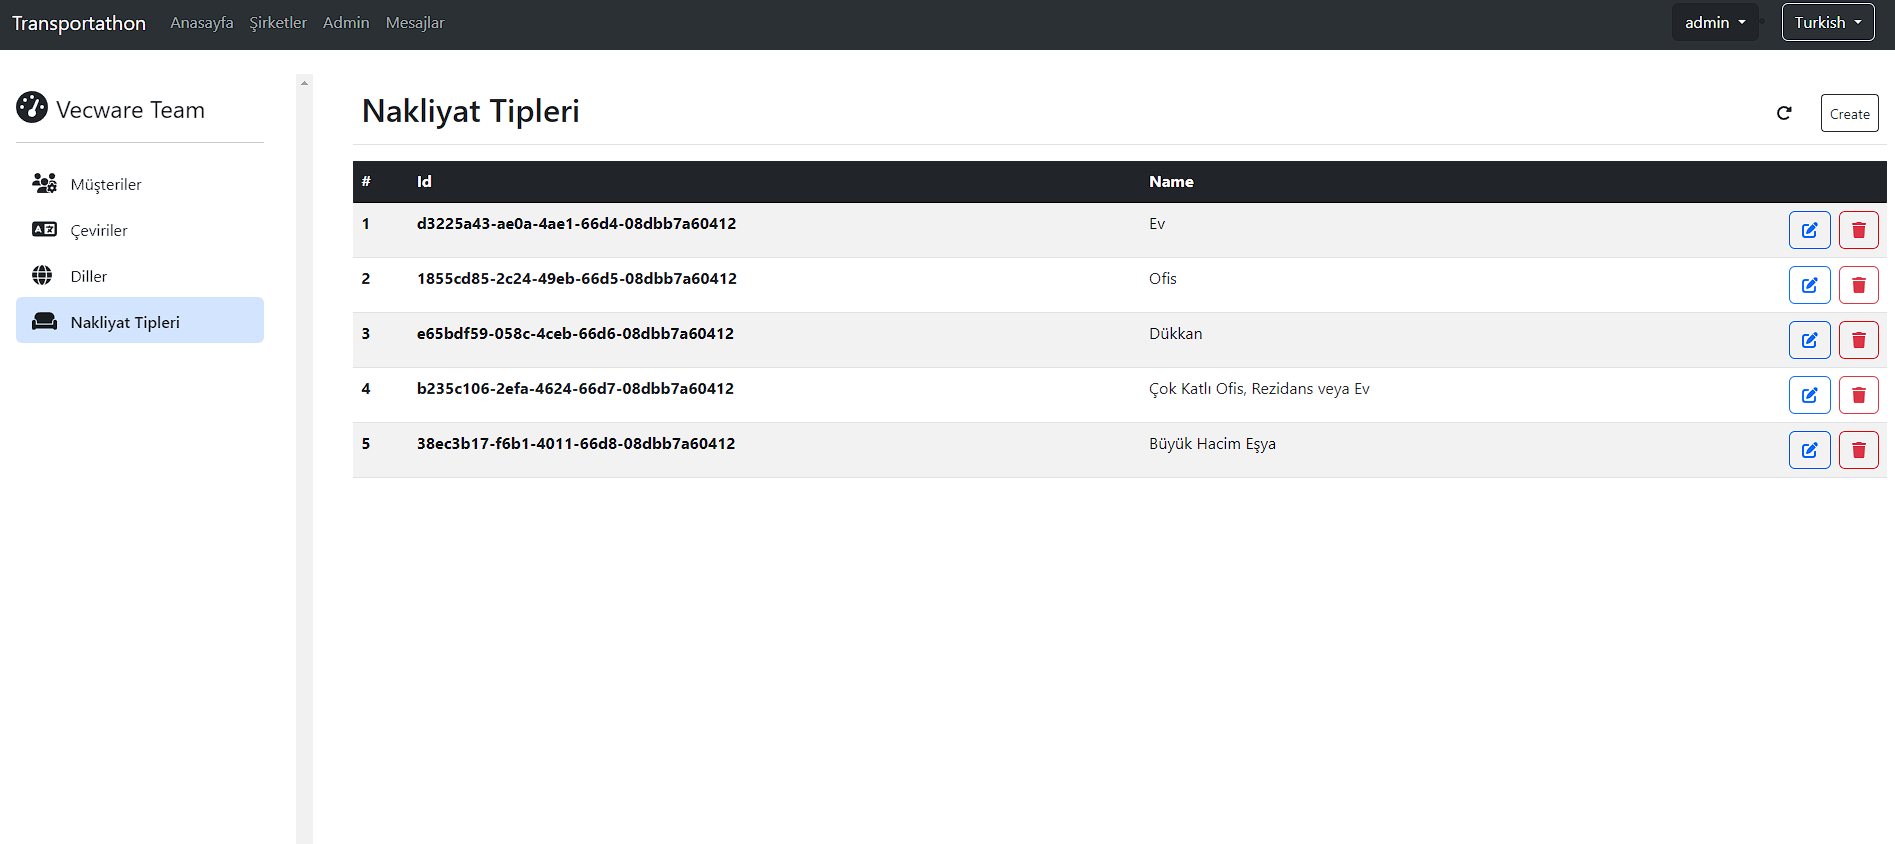 Transportathon Anasayfa Şirketler Admin Mesajlar admin Turkish
Vecware Team
Müşteriler
Çeviriler
Diller
Nakliyat Tipleri
Nakliyat Tipleri
Create
# Id Name
1 d3225a43-ae0a-4ae1-66d4-08dbb7a60412 Ev
2 1855cd85-2c24-49eb-66d5-08dbb7a60412 Ofis
3 e65bdf59-058c-4ceb-66d6-08dbb7a60412 Dükkan
4 b235c106-2efa-4624-66d7-08dbb7a60412 Çok Katlı Ofis, Rezidans veya Ev
5 38ec3b17-f6b1-4011-66d8-08dbb7a60412 Büyük Hacim Eşya